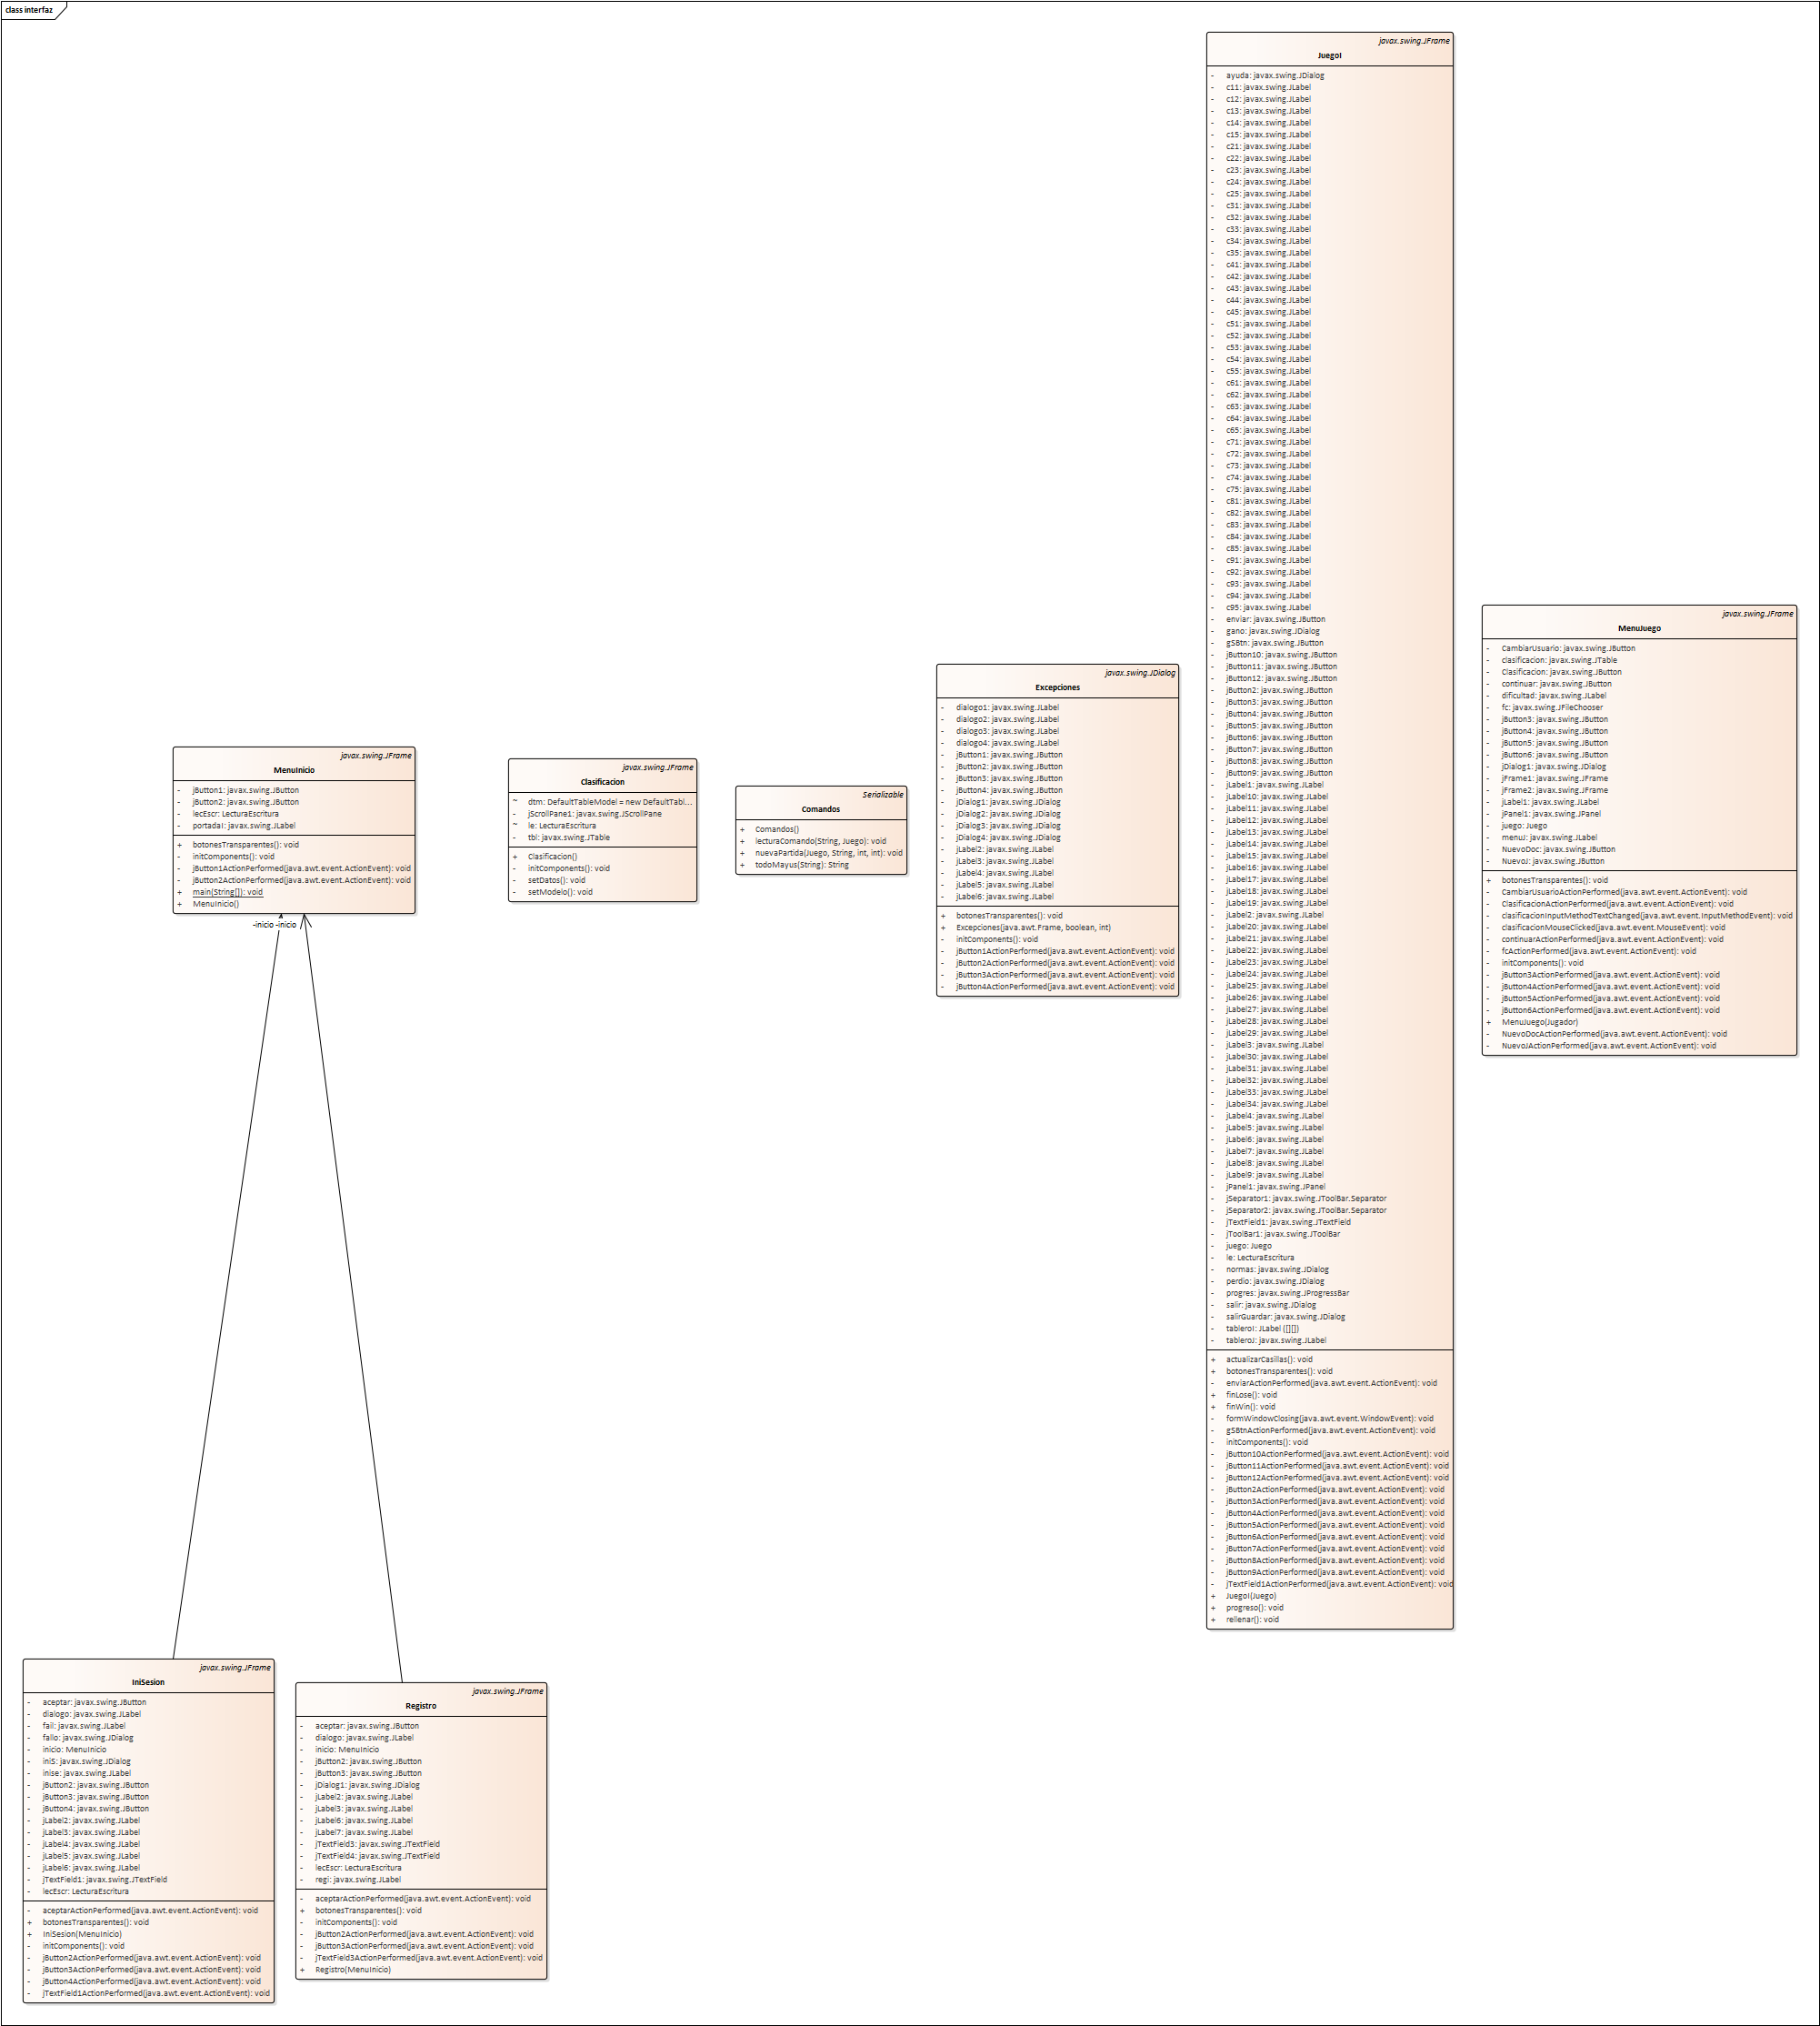 class interfaz
javax.swing.JFrame
JuegoI
- ayuda: javax.swing.JDialog
- c11: javax.swing.JLabel
- c12: javax.swing.JLabel
- c13: javax.swing.JLabel
- c14: javax.swing.JLabel
- c15: javax.swing.JLabel
- c21: javax.swing.JLabel
- c22: javax.swing.JLabel
- c23: javax.swing.JLabel
- c24: javax.swing.JLabel
- c25: javax.swing.JLabel
- c31: javax.swing.JLabel
- c32: javax.swing.JLabel
- c33: javax.swing.JLabel
- c34: javax.swing.JLabel
- c35: javax.swing.JLabel
- c41: javax.swing.JLabel
- c42: javax.swing.JLabel
- c43: javax.swing.JLabel
- c44: javax.swing.JLabel
- c45: javax.swing.JLabel
- c51: javax.swing.JLabel
- c52: javax.swing.JLabel
- c53: javax.swing.JLabel
- c54: javax.swing.JLabel
- c55: javax.swing.JLabel
- c61: javax.swing.JLabel
- c62: javax.swing.JLabel
- c63: javax.swing.JLabel
- c64: javax.swing.JLabel
- c65: javax.swing.JLabel
- c71: javax.swing.JLabel
- c72: javax.swing.JLabel
- c73: javax.swing.JLabel
- c74: javax.swing.JLabel
- c75: javax.swing.JLabel
- c81: javax.swing.JLabel
- c82: javax.swing.JLabel
- c83: javax.swing.JLabel
- c84: javax.swing.JLabel
- c85: javax.swing.JLabel
- c91: javax.swing.JLabel
- c92: javax.swing.JLabel
- c93: javax.swing.JLabel
- c94: javax.swing.JLabel
- c95: javax.swing.JLabel
- enviar: javax.swing.JButton
- gano: javax.swing.JDialog
- gSBtn: javax.swing.JButton
- jButton10: javax.swing.JButton
- jButton11: javax.swing.JButton
- jButton12: javax.swing.JButton
- jButton2: javax.swing.JButton
- jButton3: javax.swing.JButton
- jButton4: javax.swing.JButton
- jButton5: javax.swing.JButton
- jButton6: javax.swing.JButton
- jButton7: javax.swing.JButton
- jButton8: javax.swing.JButton
- jButton9: javax.swing.JButton
- jLabel1: javax.swing.JLabel
- jLabel10: javax.swing.JLabel
- jLabel11: javax.swing.JLabel
- jLabel12: javax.swing.JLabel
- jLabel13: javax.swing.JLabel
- jLabel14: javax.swing.JLabel
- jLabel15: javax.swing.JLabel
- jLabel16: javax.swing.JLabel
- jLabel17: javax.swing.JLabel
- jLabel18: javax.swing.JLabel
- jLabel19: javax.swing.JLabel
- jLabel2: javax.swing.JLabel
- jLabel20: javax.swing.JLabel
- jLabel21: javax.swing.JLabel
- jLabel22: javax.swing.JLabel
- jLabel23: javax.swing.JLabel
- jLabel24: javax.swing.JLabel
- jLabel25: javax.swing.JLabel
- jLabel26: javax.swing.JLabel
- jLabel27: javax.swing.JLabel
- jLabel28: javax.swing.JLabel
- jLabel29: javax.swing.JLabel
- jLabel3: javax.swing.JLabel
- jLabel30: javax.swing.JLabel
- jLabel31: javax.swing.JLabel
- jLabel32: javax.swing.JLabel
- jLabel33: javax.swing.JLabel
- jLabel34: javax.swing.JLabel
- jLabel4: javax.swing.JLabel
- jLabel5: javax.swing.JLabel
- jLabel6: javax.swing.JLabel
- jLabel7: javax.swing.JLabel
- jLabel8: javax.swing.JLabel
- jLabel9: javax.swing.JLabel
- jPanel1: javax.swing.JPanel
- jSeparator1: javax.swing.JToolBar.Separator
- jSeparator2: javax.swing.JToolBar.Separator
- jTextField1: javax.swing.JTextField
- jToolBar1: javax.swing.JToolBar
- juego: Juego
- le: LecturaEscritura
- normas: javax.swing.JDialog
- perdio: javax.swing.JDialog
- progres: javax.swing.JProgressBar
- salir: javax.swing.JDialog
- salirGuardar: javax.swing.JDialog
- tableroI: JLabel ([][])
- tableroJ: javax.swing.JLabel
+ actualizarCasillas(): void
+ botonesTransparentes(): void
- enviarActionPerformed(java.awt.event.ActionEvent): void
+ finLose(): void
+ finWin(): void
- formWindowClosing(java.awt.event.WindowEvent): void
- gSBtnActionPerformed(java.awt.event.ActionEvent): void
- initComponents(): void
- jButton10ActionPerformed(java.awt.event.ActionEvent): void
- jButton11ActionPerformed(java.awt.event.ActionEvent): void
- jButton12ActionPerformed(java.awt.event.ActionEvent): void
- jButton2ActionPerformed(java.awt.event.ActionEvent): void
- jButton3ActionPerformed(java.awt.event.ActionEvent): void
- jButton4ActionPerformed(java.awt.event.ActionEvent): void
- jButton5ActionPerformed(java.awt.event.ActionEvent): void
- jButton6ActionPerformed(java.awt.event.ActionEvent): void
- jButton7ActionPerformed(java.awt.event.ActionEvent): void
- jButton8ActionPerformed(java.awt.event.ActionEvent): void
- jButton9ActionPerformed(java.awt.event.ActionEvent): void
- jTextField1ActionPerformed(java.awt.event.ActionEvent): void
+ JuegoI(Juego)
+ progreso(): void
+ rellenar(): void
javax.swing.JFrame
MenuJuego
- CambiarUsuario: javax.swing.JButton
- clasificacion: javax.swing.JTable
- Clasificacion: javax.swing.JButton
- continuar: javax.swing.JButton
- dificultad: javax.swing.JLabel
- fc: javax.swing.JFileChooser
- jButton3: javax.swing.JButton
- jButton4: javax.swing.JButton
- jButton5: javax.swing.JButton
- jButton6: javax.swing.JButton
- jDialog1: javax.swing.JDialog
- jFrame1: javax.swing.JFrame
- jFrame2: javax.swing.JFrame
- jLabel1: javax.swing.JLabel
- jPanel1: javax.swing.JPanel
- juego: Juego
- menuJ: javax.swing.JLabel
- NuevoDoc: javax.swing.JButton
- NuevoJ: javax.swing.JButton
+ botonesTransparentes(): void
- CambiarUsuarioActionPerformed(java.awt.event.ActionEvent): void
- ClasificacionActionPerformed(java.awt.event.ActionEvent): void
- clasificacionInputMethodTextChanged(java.awt.event.InputMethodEvent): void
- clasificacionMouseClicked(java.awt.event.MouseEvent): void
- continuarActionPerformed(java.awt.event.ActionEvent): void
- fcActionPerformed(java.awt.event.ActionEvent): void
- initComponents(): void
- jButton3ActionPerformed(java.awt.event.ActionEvent): void
- jButton4ActionPerformed(java.awt.event.ActionEvent): void
- jButton5ActionPerformed(java.awt.event.ActionEvent): void
- jButton6ActionPerformed(java.awt.event.ActionEvent): void
+ MenuJuego(Jugador)
- NuevoDocActionPerformed(java.awt.event.ActionEvent): void
- NuevoJActionPerformed(java.awt.event.ActionEvent): void
javax.swing.JDialog
Excepciones
- dialogo1: javax.swing.JLabel
- dialogo2: javax.swing.JLabel
- dialogo3: javax.swing.JLabel
- dialogo4: javax.swing.JLabel
- jButton1: javax.swing.JButton
- jButton2: javax.swing.JButton
- jButton3: javax.swing.JButton
- jButton4: javax.swing.JButton
- jDialog1: javax.swing.JDialog
- jDialog2: javax.swing.JDialog
- jDialog3: javax.swing.JDialog
- jDialog4: javax.swing.JDialog
- jLabel2: javax.swing.JLabel
- jLabel3: javax.swing.JLabel
- jLabel4: javax.swing.JLabel
- jLabel5: javax.swing.JLabel
- jLabel6: javax.swing.JLabel
+ botonesTransparentes(): void
+ Excepciones(java.awt.Frame, boolean, int)
- initComponents(): void
- jButton1ActionPerformed(java.awt.event.ActionEvent): void
- jButton2ActionPerformed(java.awt.event.ActionEvent): void
- jButton3ActionPerformed(java.awt.event.ActionEvent): void
- jButton4ActionPerformed(java.awt.event.ActionEvent): void
javax.swing.JFrame
MenuInicio
- jButton1: javax.swing.JButton
- jButton2: javax.swing.JButton
- lecEscr: LecturaEscritura
- portadaI: javax.swing.JLabel
+ botonesTransparentes(): void
- initComponents(): void
- jButton1ActionPerformed(java.awt.event.ActionEvent): void
- jButton2ActionPerformed(java.awt.event.ActionEvent): void
+ main(String[]): void
+ MenuInicio()
-inicio -inicio
javax.swing.JFrame
Clasificacion
~ dtm: DefaultTableModel = new DefaultTabl...
- jScrollPane1: javax.swing.JScrollPane
~ le: LecturaEscritura
- tbl: javax.swing.JTable
+ Clasificacion()
- initComponents(): void
- setDatos(): void
- setModelo(): void
Serializable
Comandos
+ Comandos()
+ lecturaComando(String, Juego): void
+ nuevaPartida(Juego, String, int, int): void
+ todoMayus(String): String
javax.swing.JFrame
IniSesion
- aceptar: javax.swing.JButton
- dialogo: javax.swing.JLabel
- fail: javax.swing.JLabel
- fallo: javax.swing.JDialog
- inicio: MenuInicio
- iniS: javax.swing.JDialog
- inise: javax.swing.JLabel
- jButton2: javax.swing.JButton
- jButton3: javax.swing.JButton
- jButton4: javax.swing.JButton
- jLabel2: javax.swing.JLabel
- jLabel3: javax.swing.JLabel
- jLabel4: javax.swing.JLabel
- jLabel5: javax.swing.JLabel
- jLabel6: javax.swing.JLabel
- jTextField1: javax.swing.JTextField
- lecEscr: LecturaEscritura
- aceptarActionPerformed(java.awt.event.ActionEvent): void
+ botonesTransparentes(): void
+ IniSesion(MenuInicio)
- initComponents(): void
- jButton2ActionPerformed(java.awt.event.ActionEvent): void
- jButton3ActionPerformed(java.awt.event.ActionEvent): void
- jButton4ActionPerformed(java.awt.event.ActionEvent): void
- jTextField1ActionPerformed(java.awt.event.ActionEvent): void
javax.swing.JFrame
Registro
- aceptar: javax.swing.JButton
- dialogo: javax.swing.JLabel
- inicio: MenuInicio
- jButton2: javax.swing.JButton
- jButton3: javax.swing.JButton
- jDialog1: javax.swing.JDialog
- jLabel2: javax.swing.JLabel
- jLabel3: javax.swing.JLabel
- jLabel6: javax.swing.JLabel
- jLabel7: javax.swing.JLabel
- jTextField3: javax.swing.JTextField
- jTextField4: javax.swing.JTextField
- lecEscr: LecturaEscritura
- regi: javax.swing.JLabel
- aceptarActionPerformed(java.awt.event.ActionEvent): void
+ botonesTransparentes(): void
- initComponents(): void
- jButton2ActionPerformed(java.awt.event.ActionEvent): void
- jButton3ActionPerformed(java.awt.event.ActionEvent): void
- jTextField3ActionPerformed(java.awt.event.ActionEvent): void
+ Registro(MenuInicio)